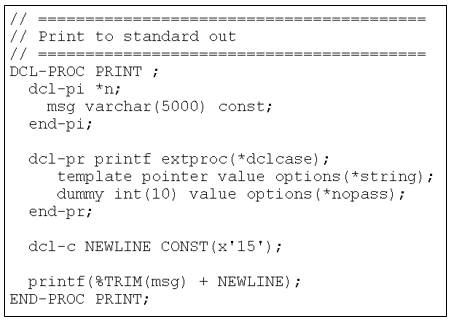 // ==========================================
// Print to standard out
// ==========================================
DCL-PROC PRINT ;
  dcl-pi *n;
    msg varchar(5000) const;
  end-pi;

  dcl-pr printf extproc(*dclcase);
     template pointer value options(*string);
     dummy int(10) value options(*nopass);
  end-pr;

  dcl-c NEWLINE CONST(x'15');

  printf(%TRIM(msg) + NEWLINE);
END-PROC PRINT;